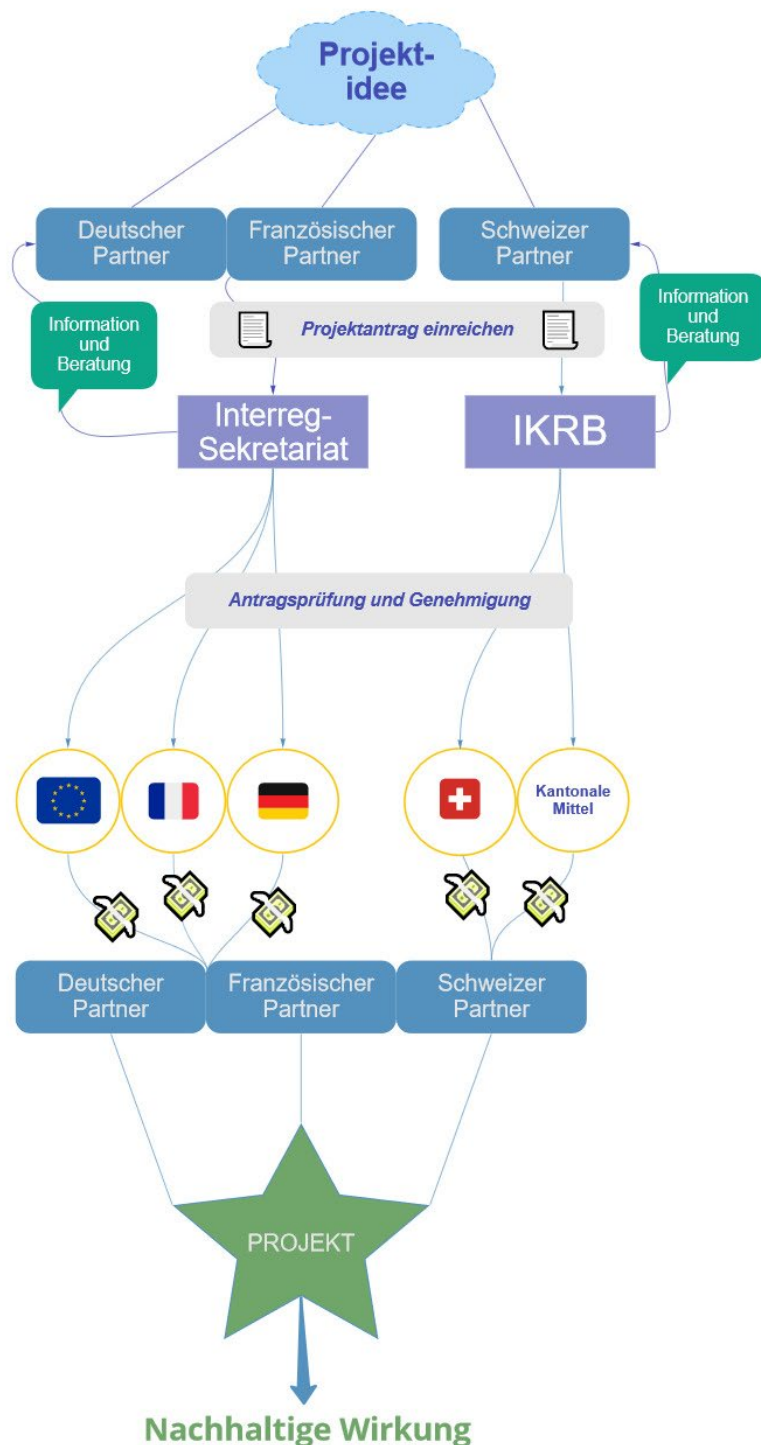 Projekt-
idee
Deutscher
Partner
Französischer
Partner
Schweizer
Partner
Information
und
Beratung
Projektantrag einreichen
Information
und
Beratung
Interreg-
Sekretariat
IKRB
Antragsprüfung und Genehmigung
Kantonale
Mittel
Deutscher
Partner
Französischer
Partner
Schweizer
Partner
PROJEKT
Nachhaltige Wirkung